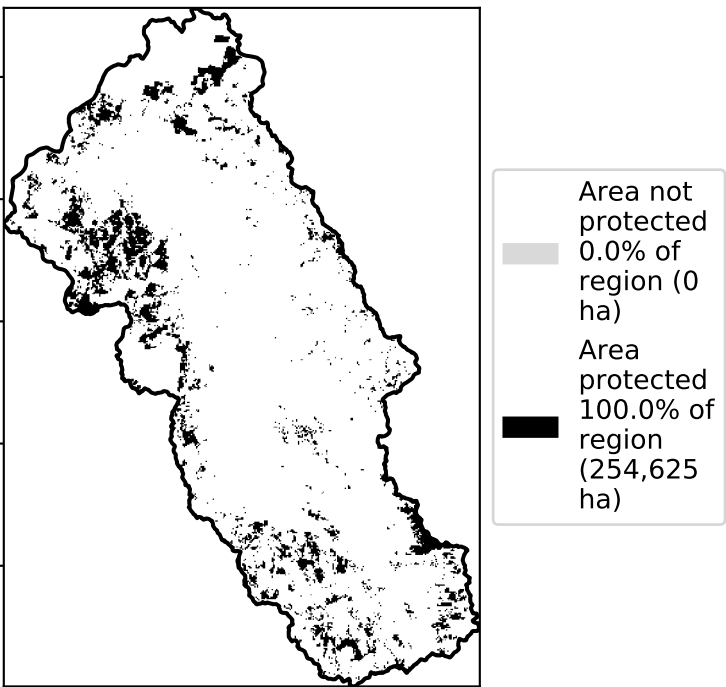 Area not
protected
0.0% of
region (0
ha)
Area
protected
100.0% of
region
(254,625
ha)